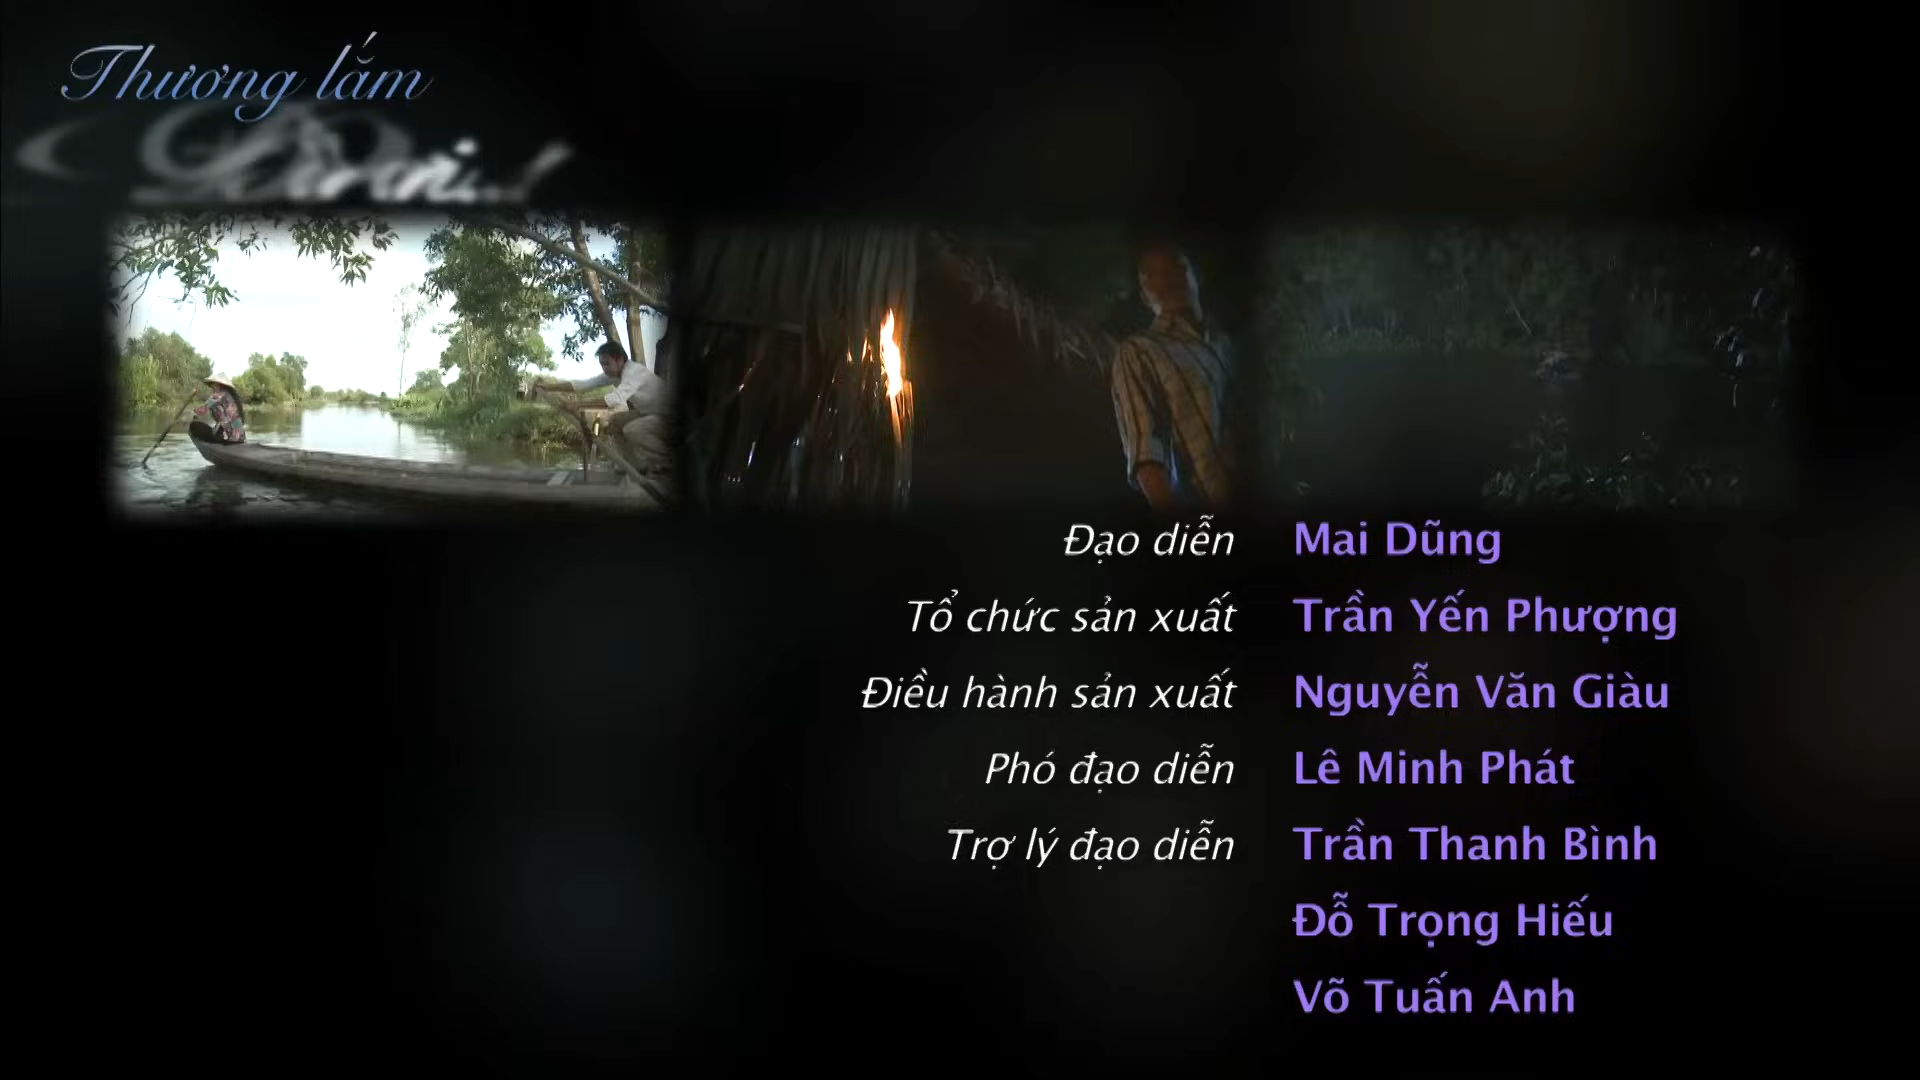 Thương lắm
Đạo diễn Mai Dũng
Tổ chức sản xuất Trần Yến Phượng
Điều hành sản xuất Nguyễn Văn Giàu
Phó đạo diễn Lê Minh Phát
Trợ lý đạo diễn Trần Thanh Bình
Đỗ Trọng Hiếu
Võ Tuấn Anh